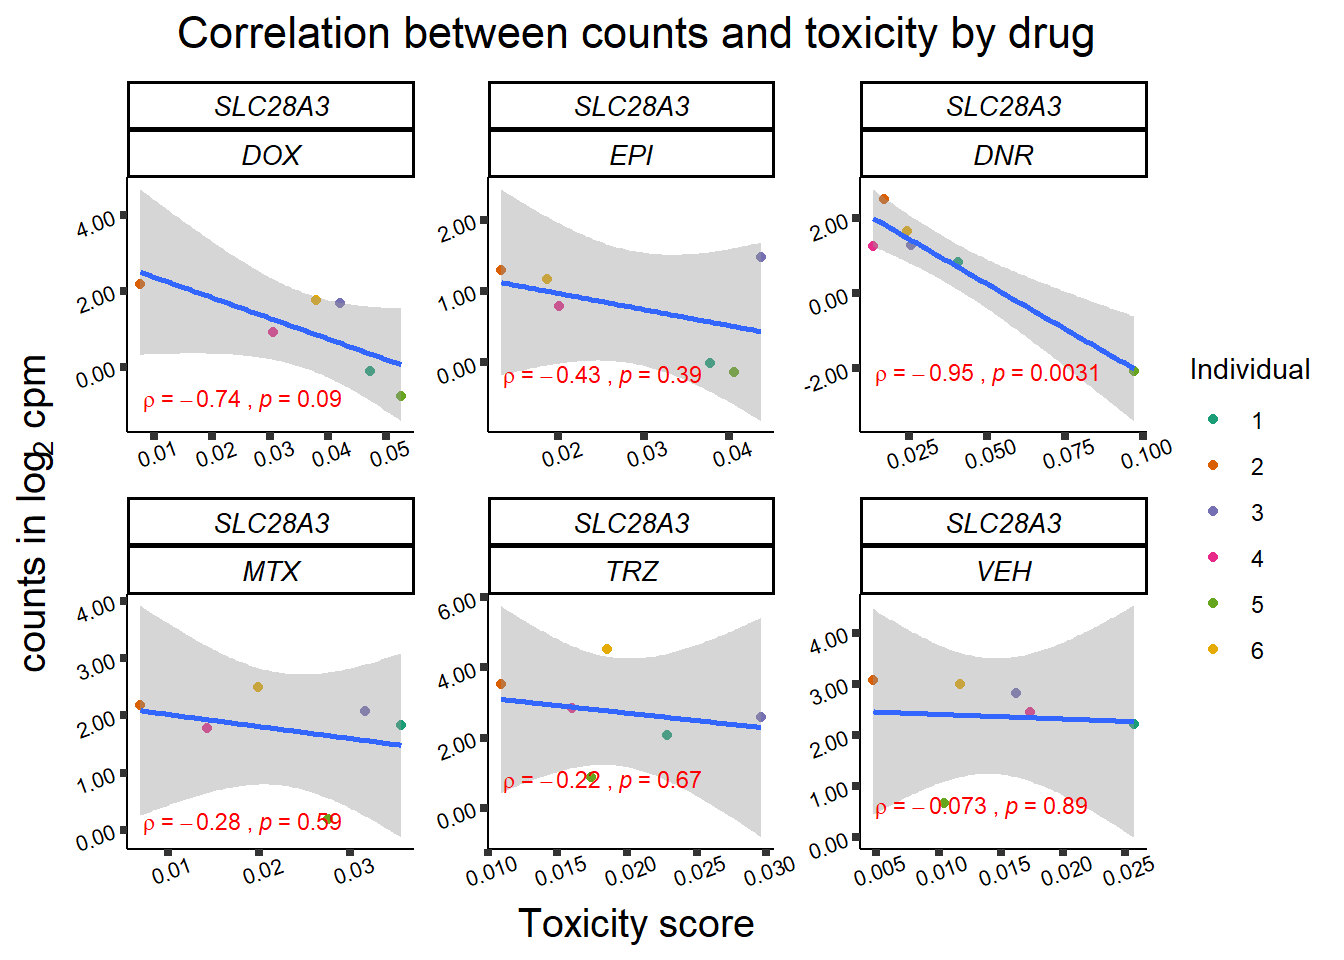 Correlation between counts and toxicity by drug
SLC28A3
DOX
4.00
2.00
0.00
ρ = −0.74 , p = 0.09
0.01 0.02 0.03 0.04 0.05
SLC28A3
EPI
2.00
1.00
0.00
ρ = −0.43 , p = 0.39
0.02 0.03 0.04
SLC28A3
DNR
2.00
0.00
-2.00
ρ = −0.95 , p = 0.0031
0.025 0.050 0.075 0.100
SLC28A3
MTX
4.00
3.00
2.00
1.00
0.00
ρ = −0.28 , p = 0.59
0.01 0.02 0.03
SLC28A3
TRZ
6.00
4.00
2.00
0.00
ρ = −0.22 , p = 0.67
0.010 0.015 0.020 0.025 0.030
SLC28A3
VEH
4.00
3.00
2.00
1.00
0.00
ρ = −0.073 , p = 0.89
0.005 0.010 0.015 0.020 0.025
counts in log2 cpm
Toxicity score
Individual
1
2
3
4
5
6